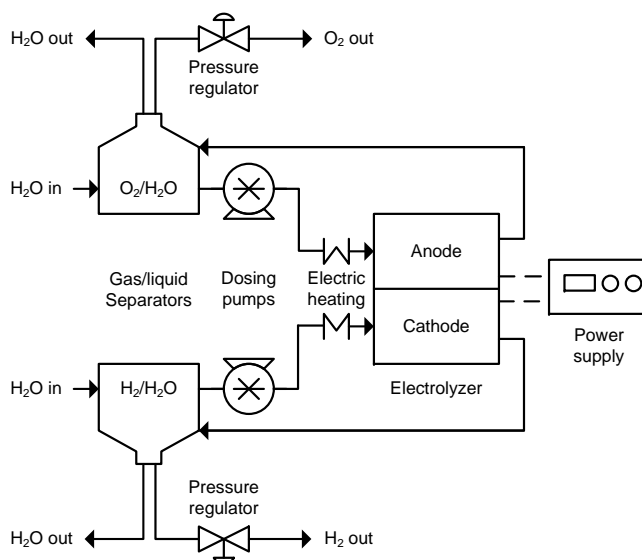 H₂O out
O₂ out
Pressure
regulator
H₂O in
O₂/H₂O
Anode
Gas/liquid
Separators
Dosing
pumps
Electric
heating
Cathode
Power
supply
H₂O in
H₂/H₂O
Electrolyzer
Pressure
regulator
H₂O out
H₂ out